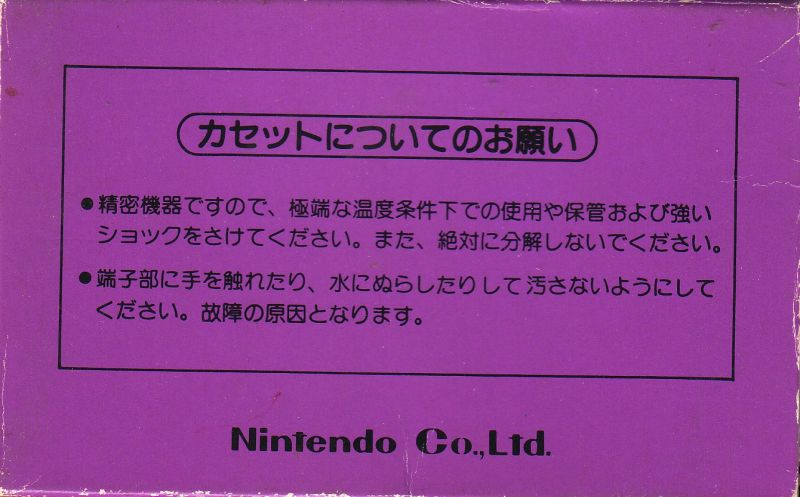 カセットについてのお願い
●精密機器ですので、極端な温度条件下での使用や保管および強い
ショックをさけてください。また、絶対に分解しないでください。
●端子部に手を触れたり、水にぬらしたりして汚さないようにして
ください。故障の原因となります。
Nintendo Co.,Ltd.